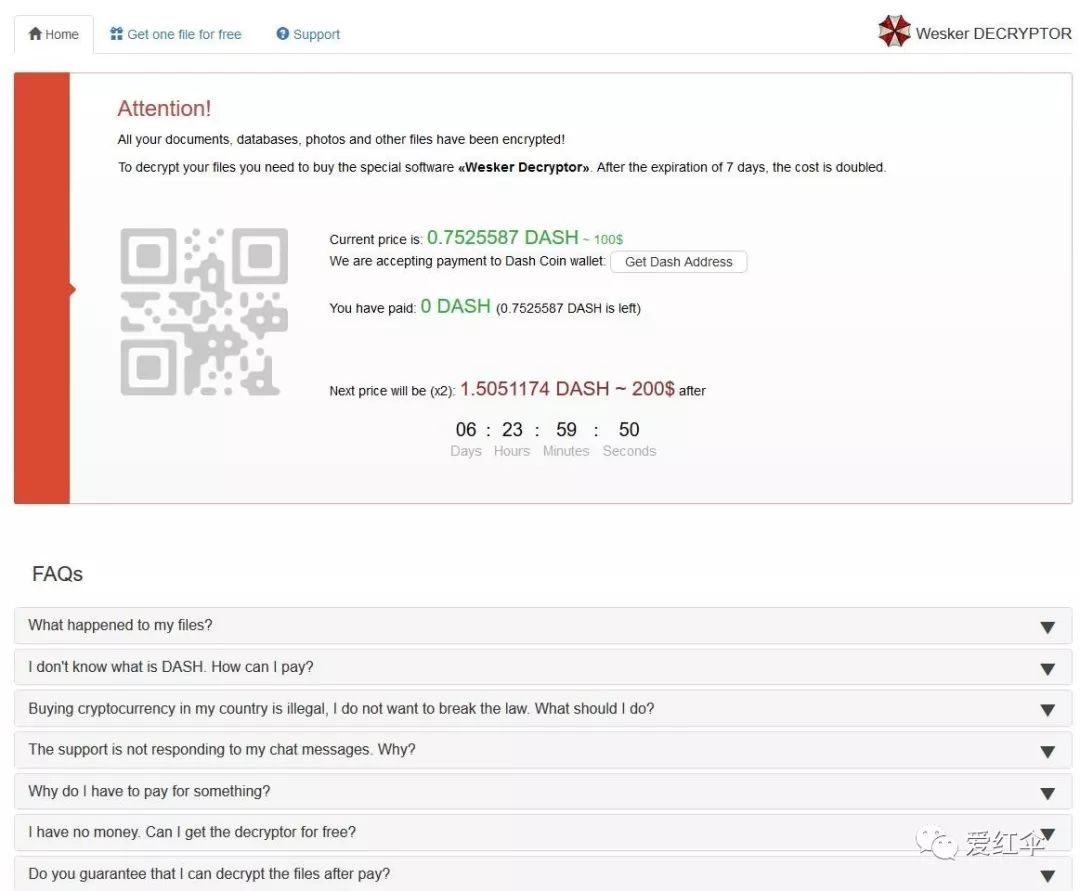 Home
Get one file for free
Support
Wesker DECRYPTOR
Attention!
All your documents, databases, photos and other files have been encrypted!
To decrypt your files you need to buy the special software «Wesker Decryptor». After the expiration of 7 days, the cost is doubled.
Current price is: 0.7525587 DASH ~ 100$
We are accepting payment to Dash Coin wallet: Get Dash Address
You have paid: 0 DASH (0.7525587 DASH is left)
Next price will be (x2): 1.5051174 DASH ~ 200$ after
06 : 23 : 59 : 50
Days Hours Minutes Seconds
FAQs
What happened to my files?
I don't know what is DASH. How can I pay?
Buying cryptocurrency in my country is illegal, I do not want to break the law. What should I do?
The support is not responding to my chat messages. Why?
Why do I have to pay for something?
I have no money. Can I get the decryptor for free?
爱红伞
Do you guarantee that I can decrypt the files after pay?